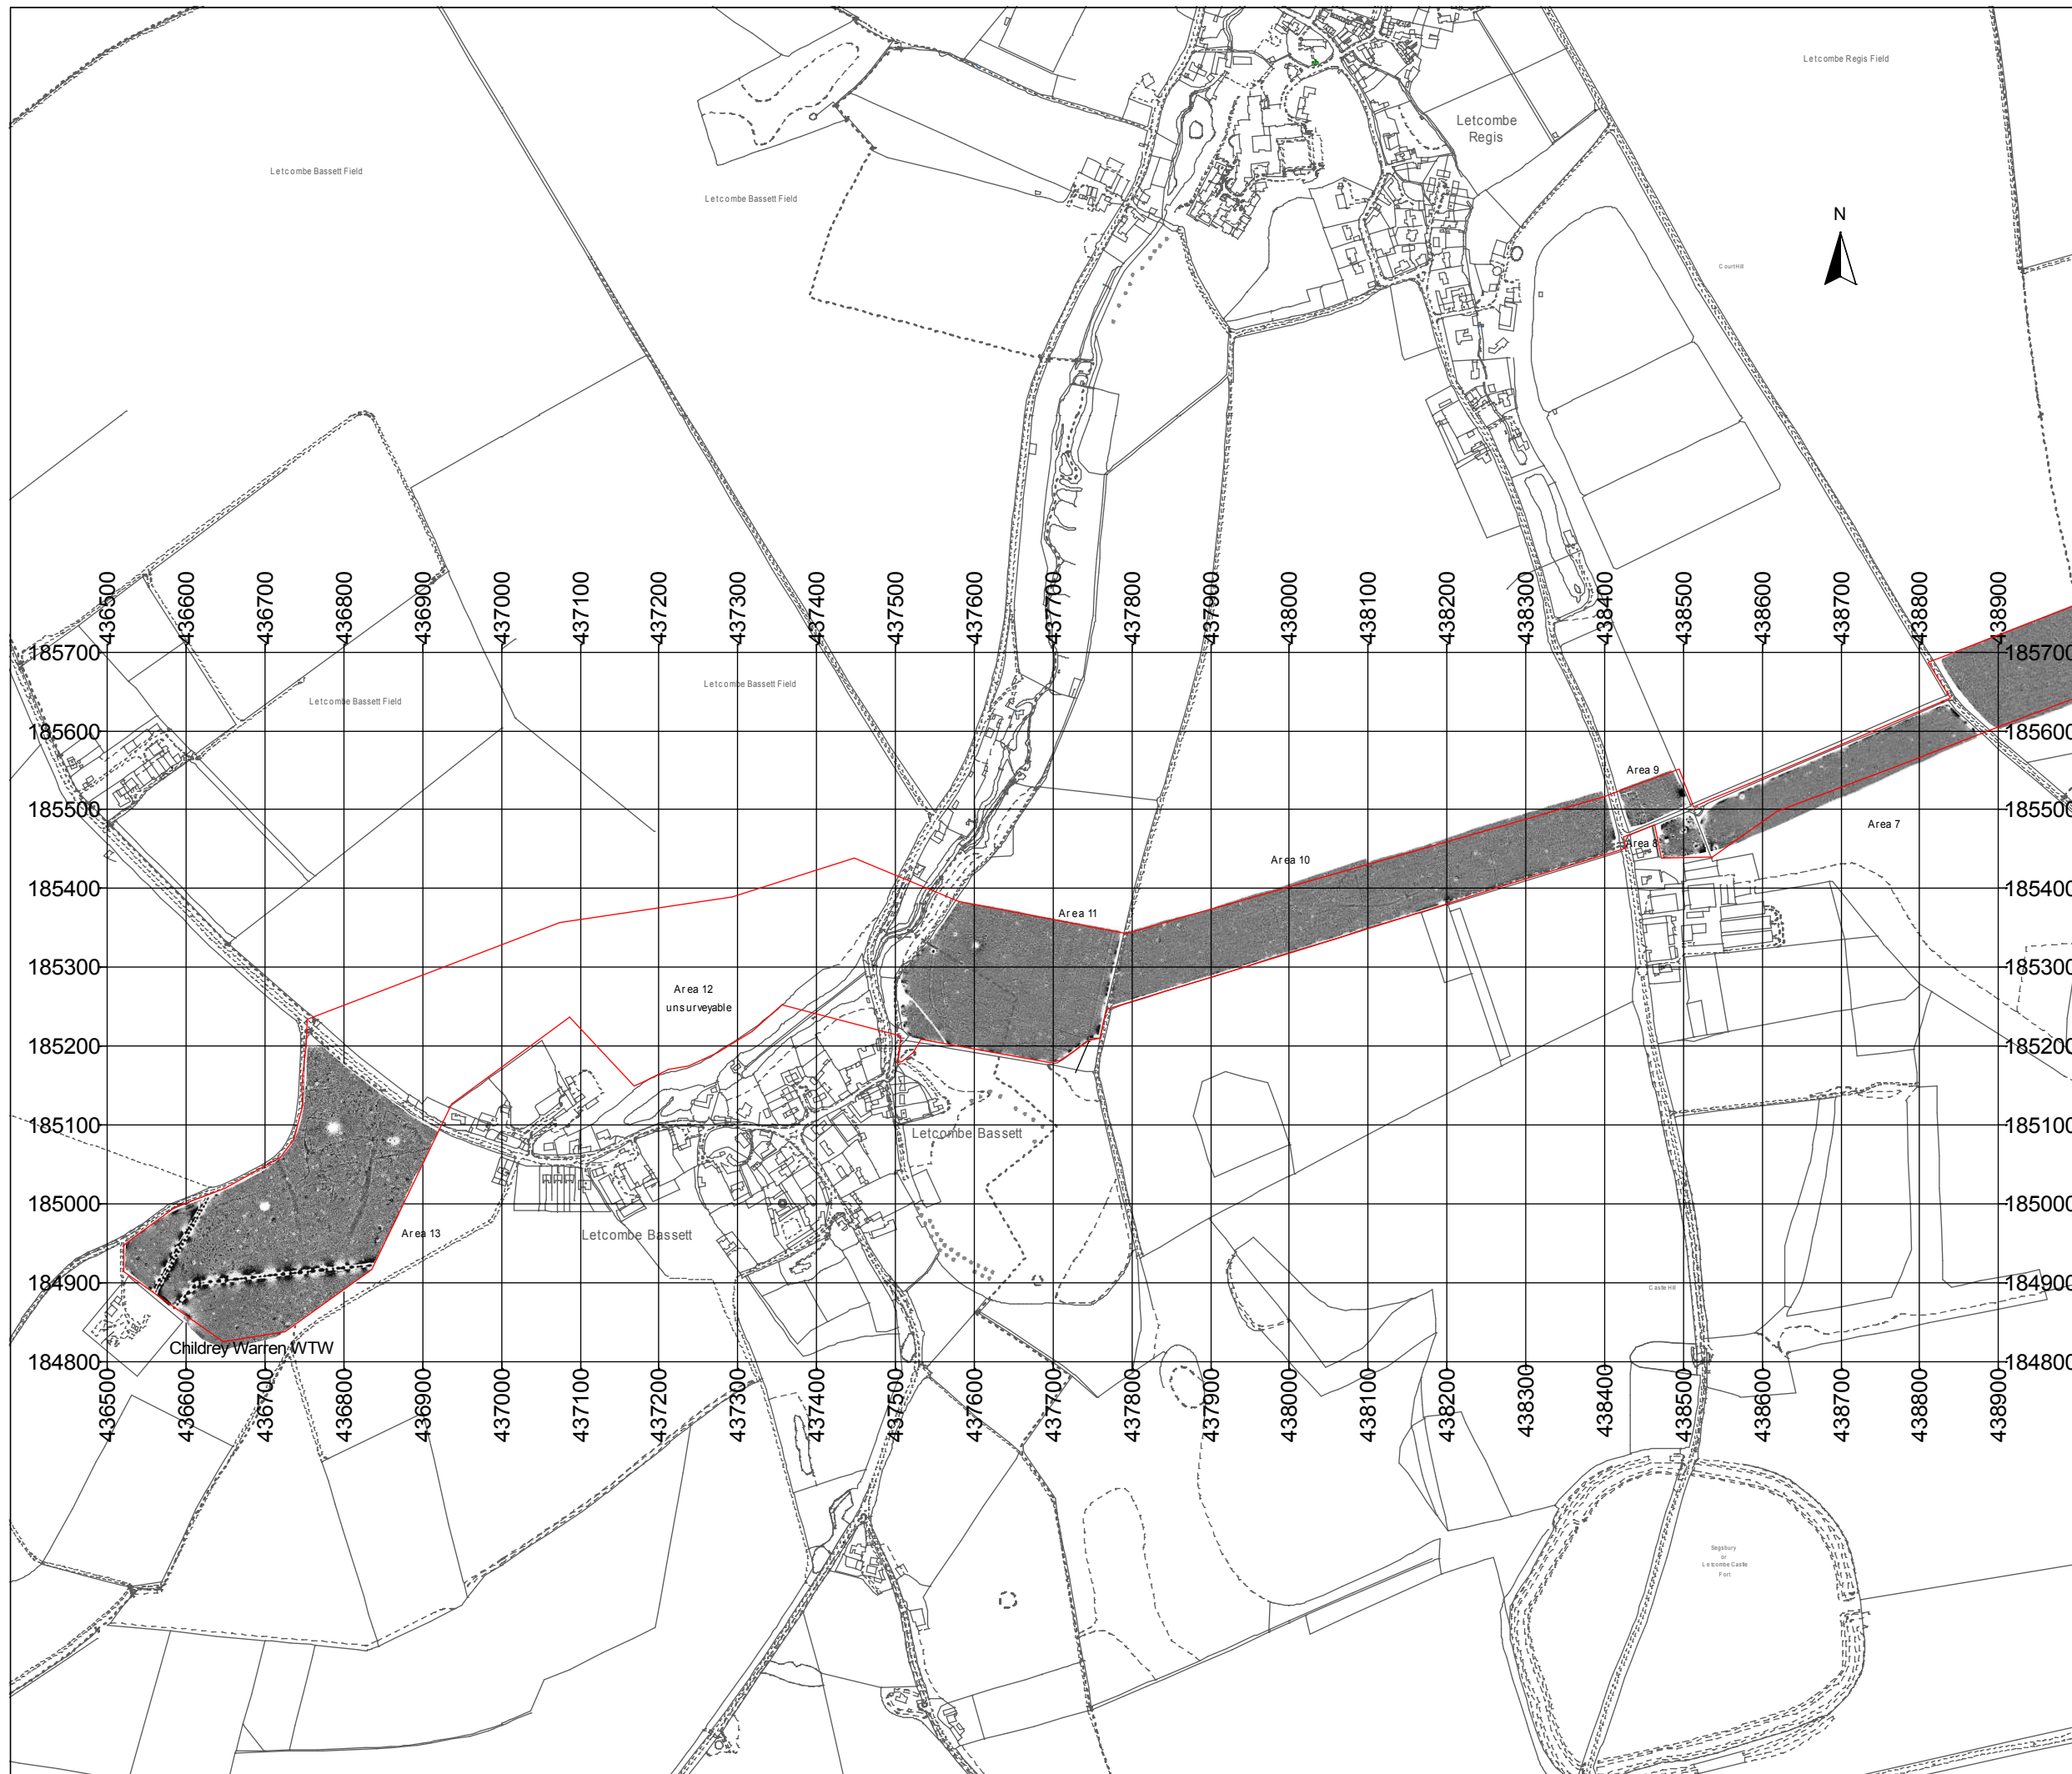 Letcombe Regis Field
Letcombe
Regis
Letcombe Bassett Field
Letcombe Bassett Field
N
Court Hill
436500
436600
436700
436800
436900
437000
437100
437200
437300
437400
437500
437600
437700
437800
437900
438000
438100
438200
438300
438400
438500
438600
438700
438800
438900
185700
185700
Letcombe Bassett Field
Letcombe Bassett Field
185600
185600
Area 9
185500
185500
Area 7
Area 8
Area 10
185400
185400
Area 11
185300
185300
Area 12
unsurveyable
185200
185200
185100
185100
Letcombe Bassett
185000
185000
Area 13
Letcombe Bassett
184900
184900
Castle Hill
Childrey Warren WTW
184800
184800
436500
436600
436700
436800
436900
437000
437100
437200
437300
437400
437500
437600
437700
437800
437900
438000
438100
438200
438300
438400
438500
438600
438700
438800
438900
Segsbury
or
Letcombe Castle
Fort